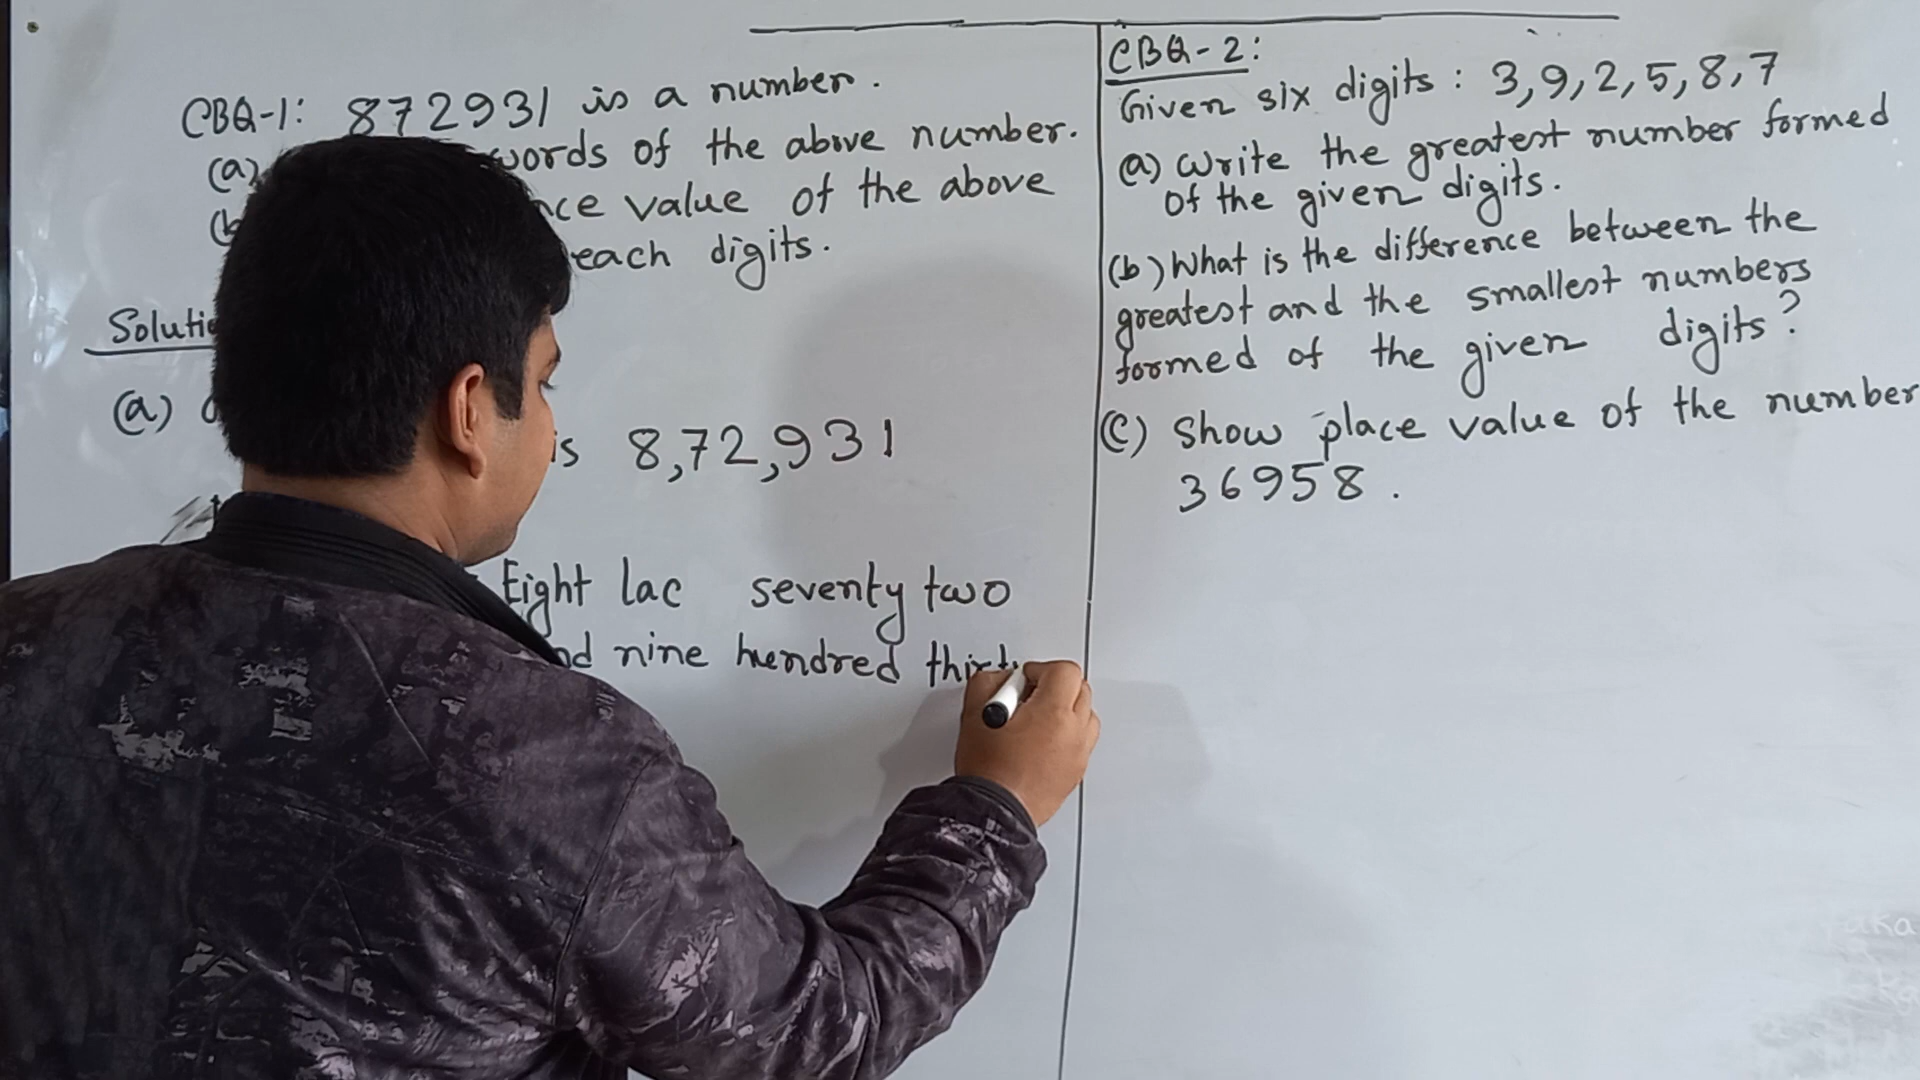 CBQ-1: 872931 is a number.
(a) words of the above number.
(b) value of the above
each digits.
(a)
is 8,72,931
Eight lac seventy two
nine hundred
CBQ-2:
Given six digits: 3,9,2,5,8,7
(a) Write the greatest number formed
of the given digits.
(b) What is the difference between the
greatest and the smallest numbers
formed of the given digits?
(C) Show place value of the number
36958.